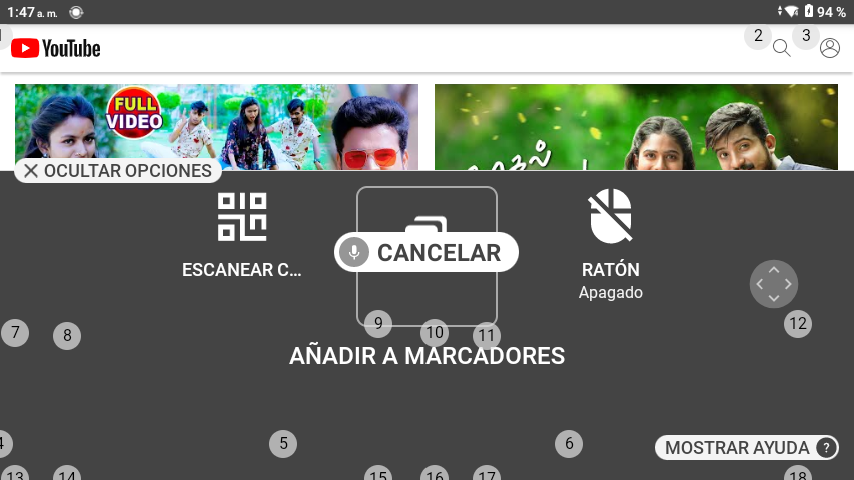 1:47 a. m.
94 %
2
3
YouTube
FULL
VIDEO
OCULTAR OPCIONES
CANCELAR
ESCANEAR C...
RATÓN
Apagado
7
8
9
10
11
12
AÑADIR A MARCADORES
4
5
6
MOSTRAR AYUDA ?
13
14
15
16
17
18